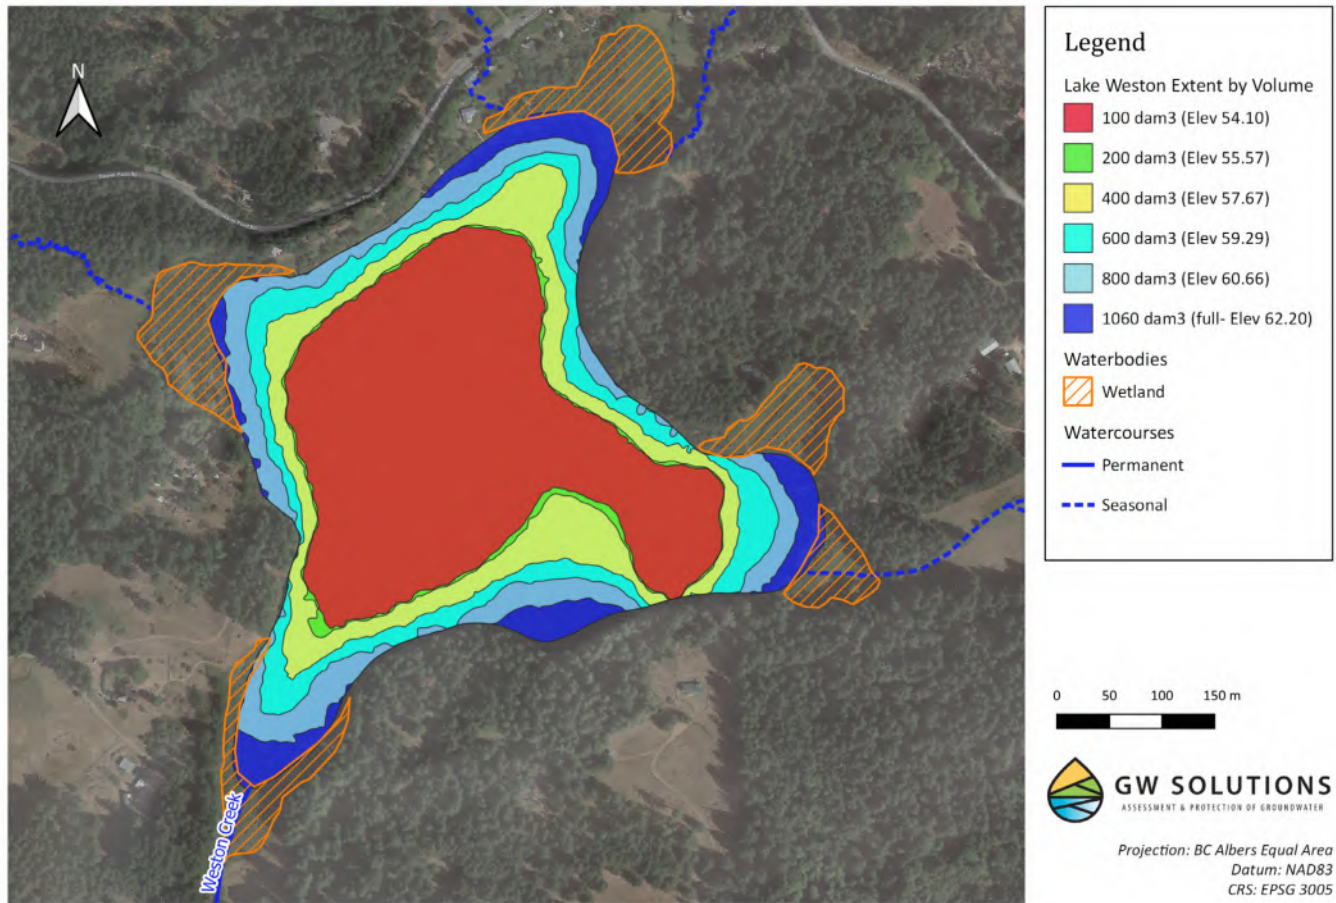 N
Weston Creek
Legend
Lake Weston Extent by Volume
100 dam3 (Elev 54.10)
200 dam3 (Elev 55.57)
400 dam3 (Elev 57.67)
600 dam3 (Elev 59.29)
800 dam3 (Elev 60.66)
1060 dam3 (full- Elev 62.20)
Waterbodies
Wetland
Watercourses
Permanent
Seasonal
0 50 100 150 m
GW SOLUTIONS
ASSESSMENT & PROTECTION OF GROUNDWATER
Projection: BC Albers Equal Area
Datum: NAD83
CRS: EPSG 3005